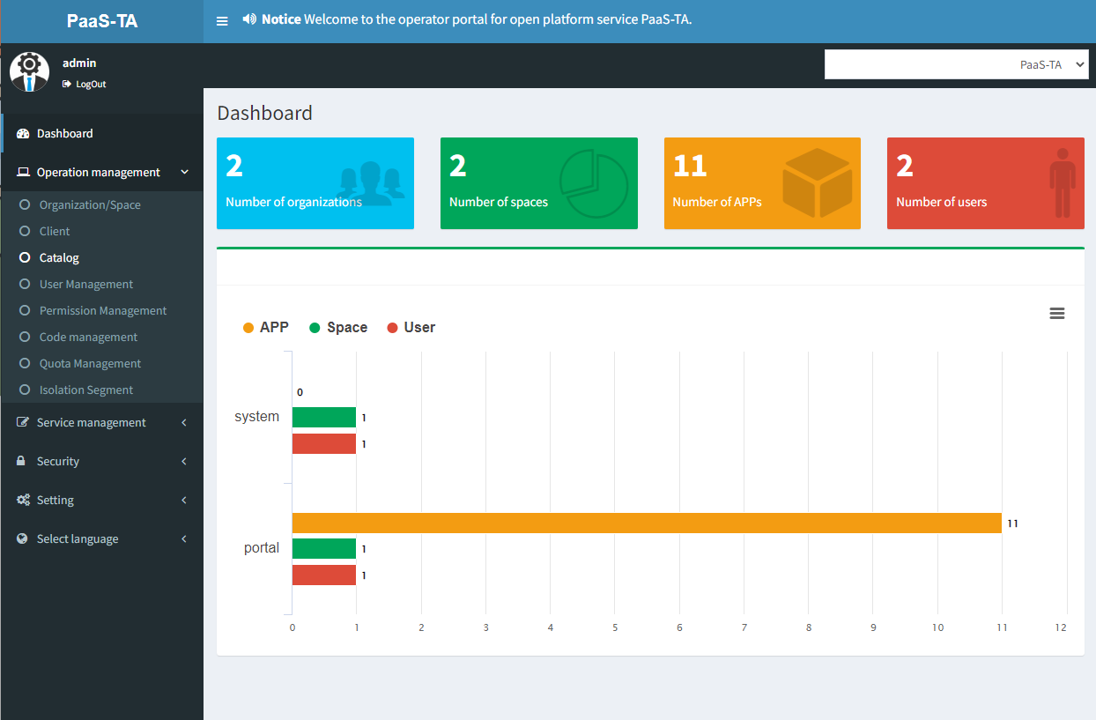 PaaS-TA
Notice Welcome to the operator portal for open platform service PaaS-TA.
admin
LogOut
PaaS-TA
Dashboard
Operation management
Organization/Space
Client
Catalog
User Management
Permission Management
Code management
Quota Management
Isolation Segment
Service management
Security
Setting
Select language
Dashboard
2
Number of organizations
2
Number of spaces
11
Number of APPs
2
Number of users
APP Space User
0
system
1
1
11
portal
1
1
0 1 2 3 4 5 6 7 8 9 10 11 12